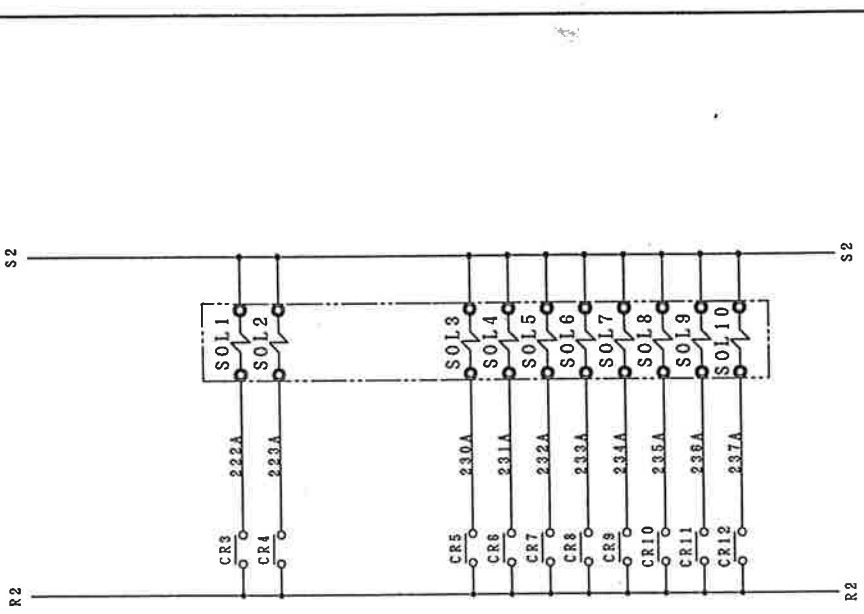 S2
S2
SOL1
SOL2
SOL3
SOL4
SOL5
SOL6
SOL7
SOL8
SOL9
SOL10
222A
223A
230A
231A
232A
233A
234A
235A
236A
237A
CR3
CR4
CR5
CR6
CR7
CR8
CR9
CR10
CR11
CR12
R2
R2